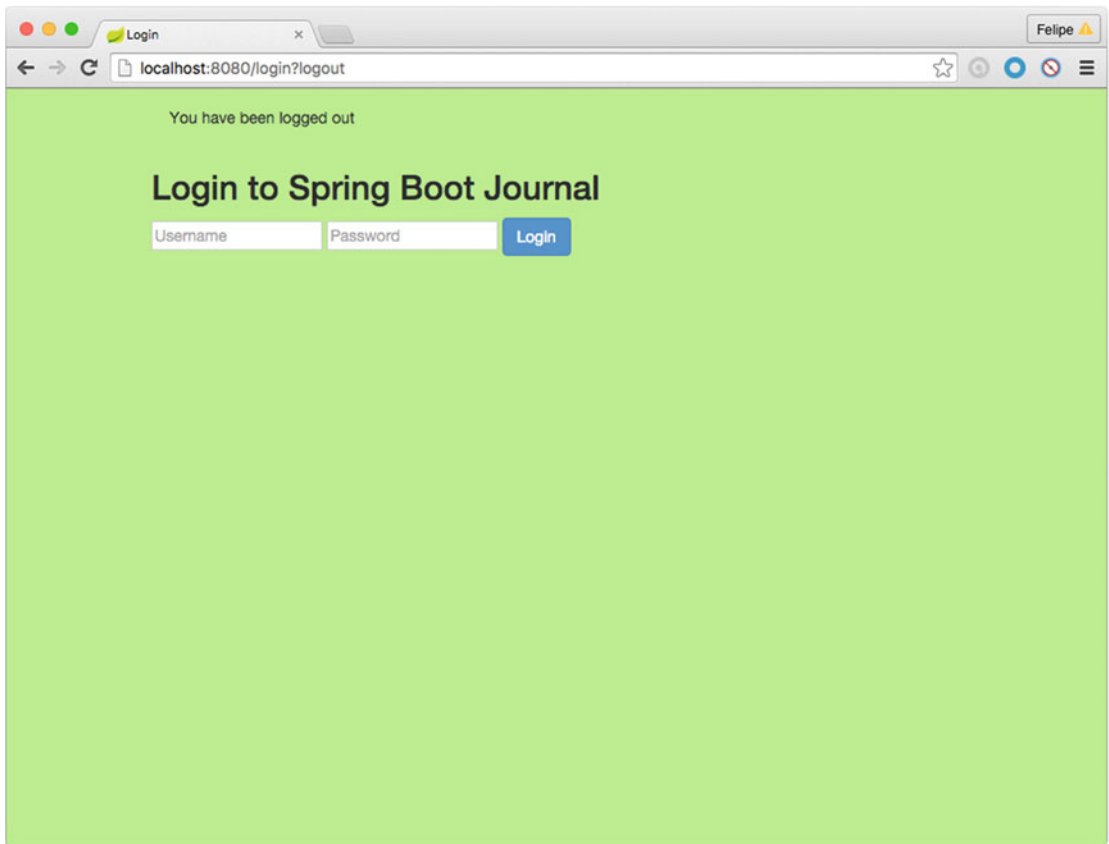 Login
Felipe
localhost:8080/login?logout
You have been logged out
Login to Spring Boot Journal
Username Password Login